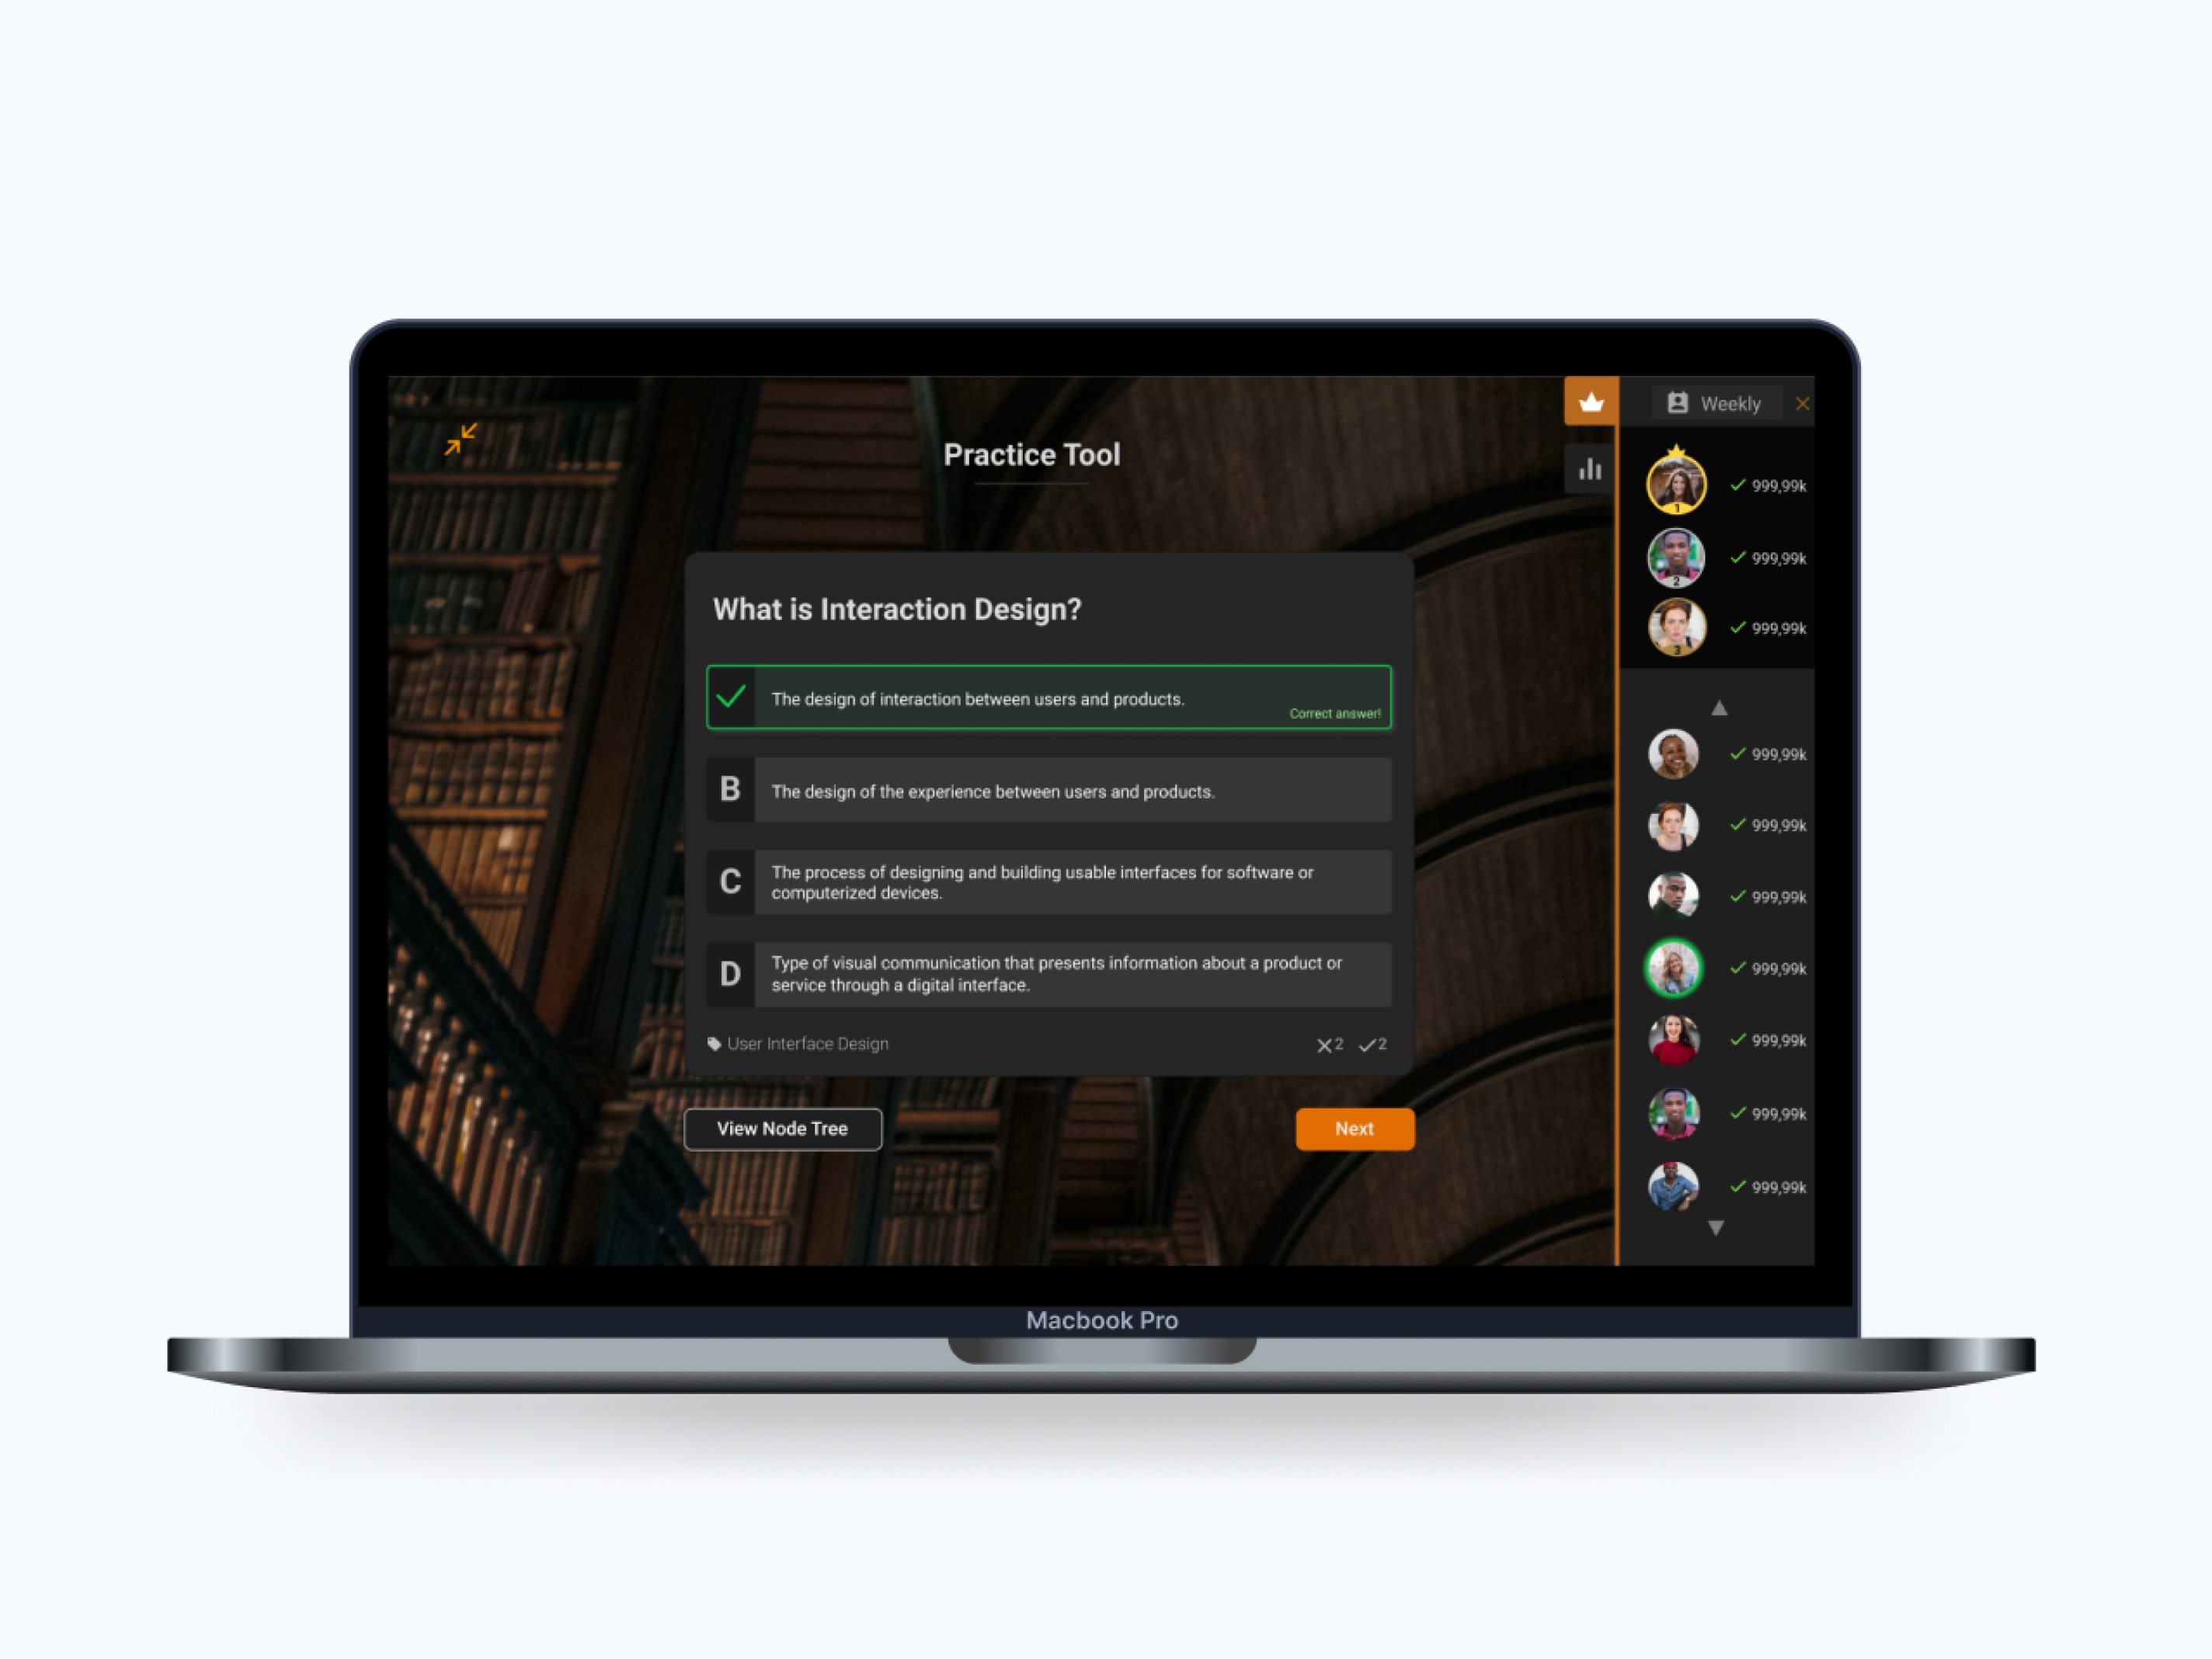 Practice Tool
What is Interaction Design?
The design of interaction between users and products.
Correct answer!
B
The design of the experience between users and products.
C
The process of designing and building usable interfaces for software or
computerized devices.
D
Type of visual communication that presents information about a product or
service through a digital interface.
User Interface Design
2
2
View Node Tree
Next
Weekly
1
999,99k
2
999,99k
3
999,99k
999,99k
999,99k
999,99k
999,99k
999,99k
999,99k
999,99k
Macbook Pro